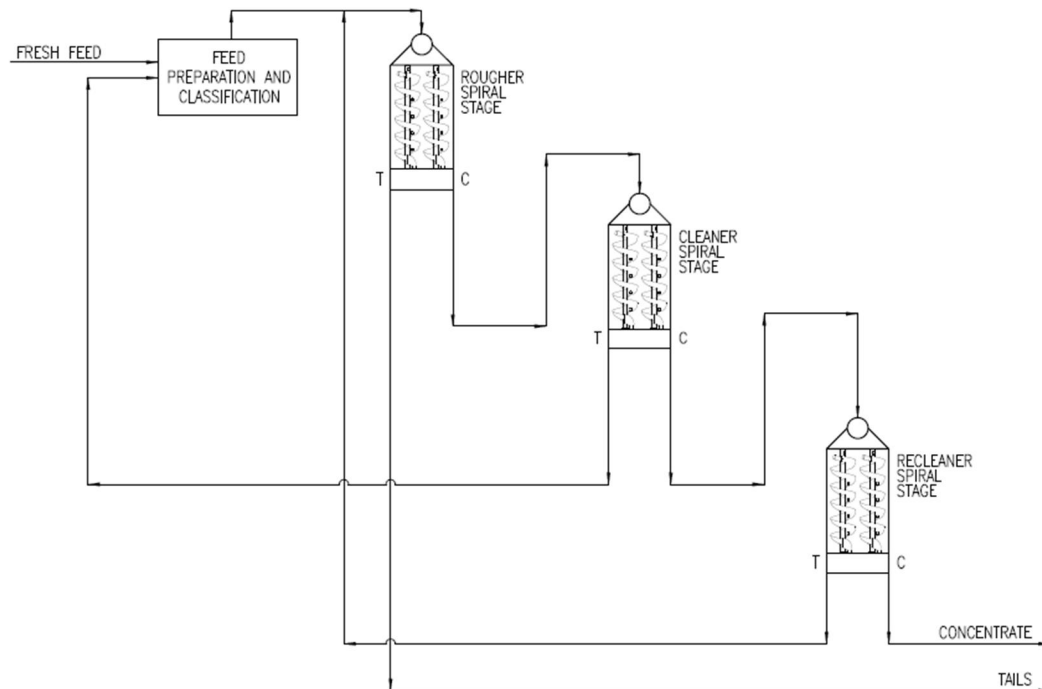 FRESH FEED
FEED
PREPARATION AND
CLASSIFICATION
ROUGHER
SPIRAL
STAGE
T
C
CLEANER
SPIRAL
STAGE
T
C
RECLEANER
SPIRAL
STAGE
T
C
CONCENTRATE
TAILS